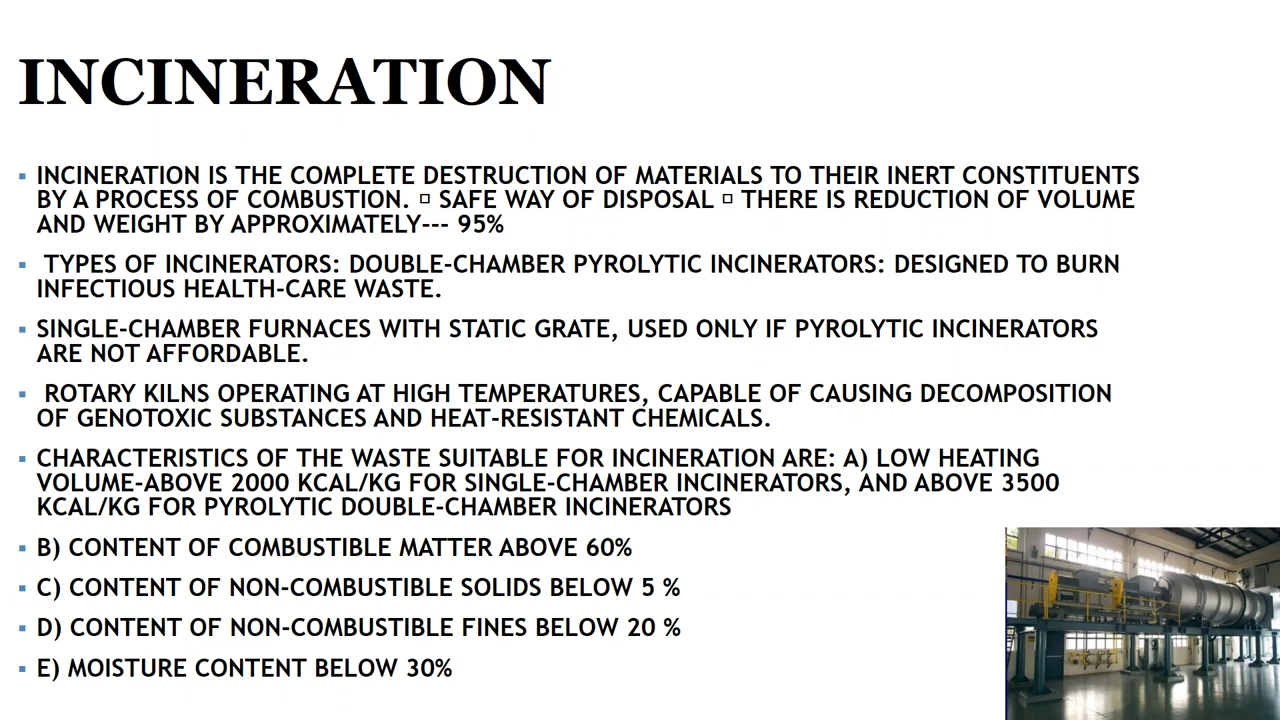 INCINERATION
▪ INCINERATION IS THE COMPLETE DESTRUCTION OF MATERIALS TO THEIR INERT CONSTITUENTS
BY A PROCESS OF COMBUSTION. ▯ SAFE WAY OF DISPOSAL ▯ THERE IS REDUCTION OF VOLUME
AND WEIGHT BY APPROXIMATELY--- 95%
▪ TYPES OF INCINERATORS: DOUBLE-CHAMBER PYROLYTIC INCINERATORS: DESIGNED TO BURN
INFECTIOUS HEALTH-CARE WASTE.
▪ SINGLE-CHAMBER FURNACES WITH STATIC GRATE, USED ONLY IF PYROLYTIC INCINERATORS
ARE NOT AFFORDABLE.
▪ ROTARY KILNS OPERATING AT HIGH TEMPERATURES, CAPABLE OF CAUSING DECOMPOSITION
OF GENOTOXIC SUBSTANCES AND HEAT-RESISTANT CHEMICALS.
▪ CHARACTERISTICS OF THE WASTE SUITABLE FOR INCINERATION ARE: A) LOW HEATING
VOLUME-ABOVE 2000 KCAL/KG FOR SINGLE-CHAMBER INCINERATORS, AND ABOVE 3500
KCAL/KG FOR PYROLYTIC DOUBLE-CHAMBER INCINERATORS
▪ B) CONTENT OF COMBUSTIBLE MATTER ABOVE 60%
▪ C) CONTENT OF NON-COMBUSTIBLE SOLIDS BELOW 5 %
▪ D) CONTENT OF NON-COMBUSTIBLE FINES BELOW 20 %
▪ E) MOISTURE CONTENT BELOW 30%